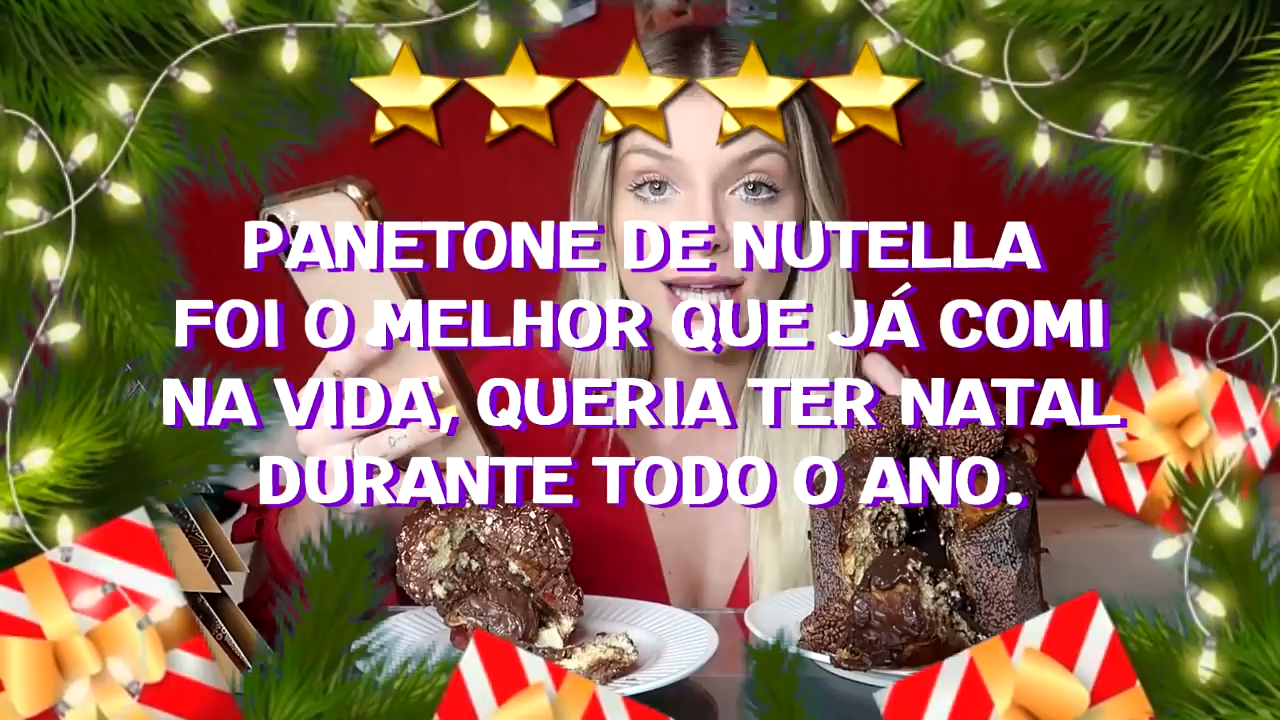 PANETONE DE NUTELLA
FOI O MELHOR QUE JÁ COMI
NA VIDA, QUERIA TER NATAL
DURANTE TODO O ANO.